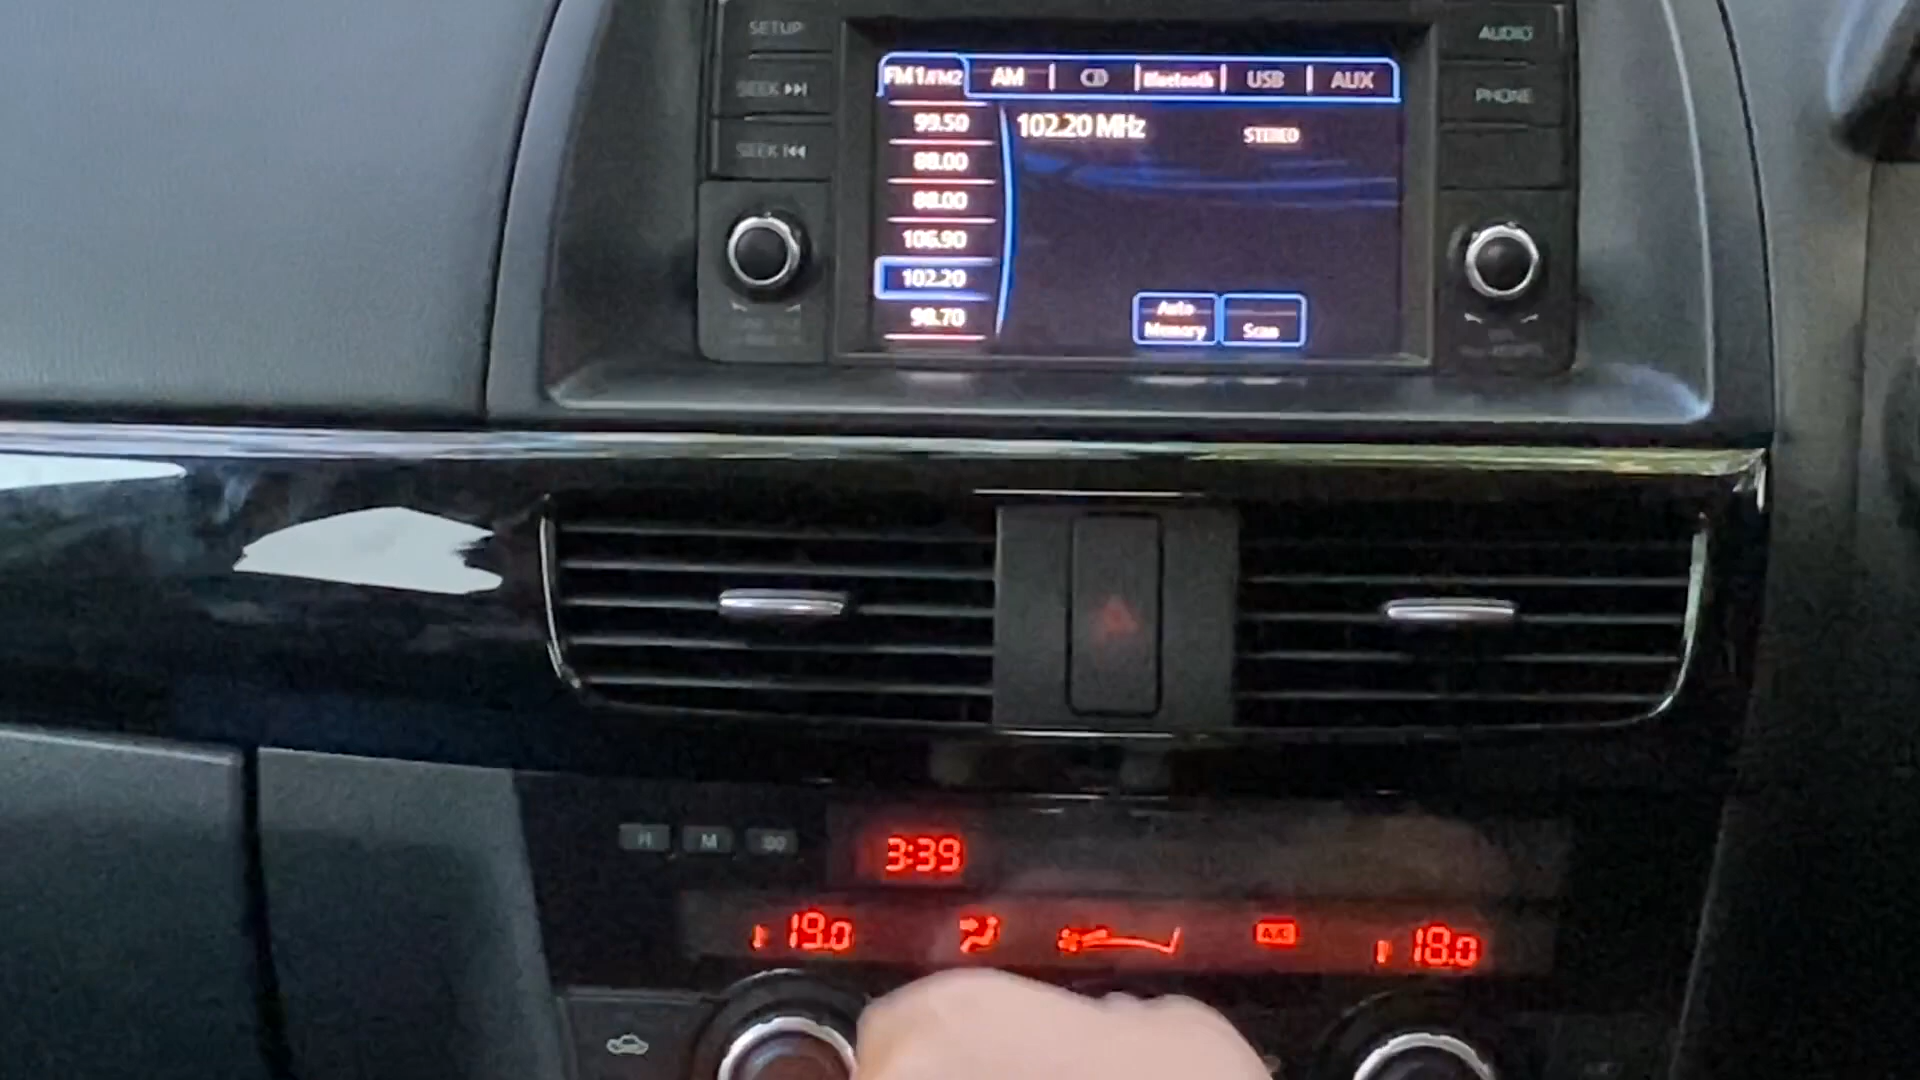 SETUP
SEEK
SEEK
AUDIO
PHONE
FM1/FM2 AM CD Bluetooth USB AUX
99.50
88.00
88.00
106.90
102.20
98.70
102.20 MHz
STEREO
Auto
Memory
Scan
H M :00
3:39
19.0
A/C
18.0